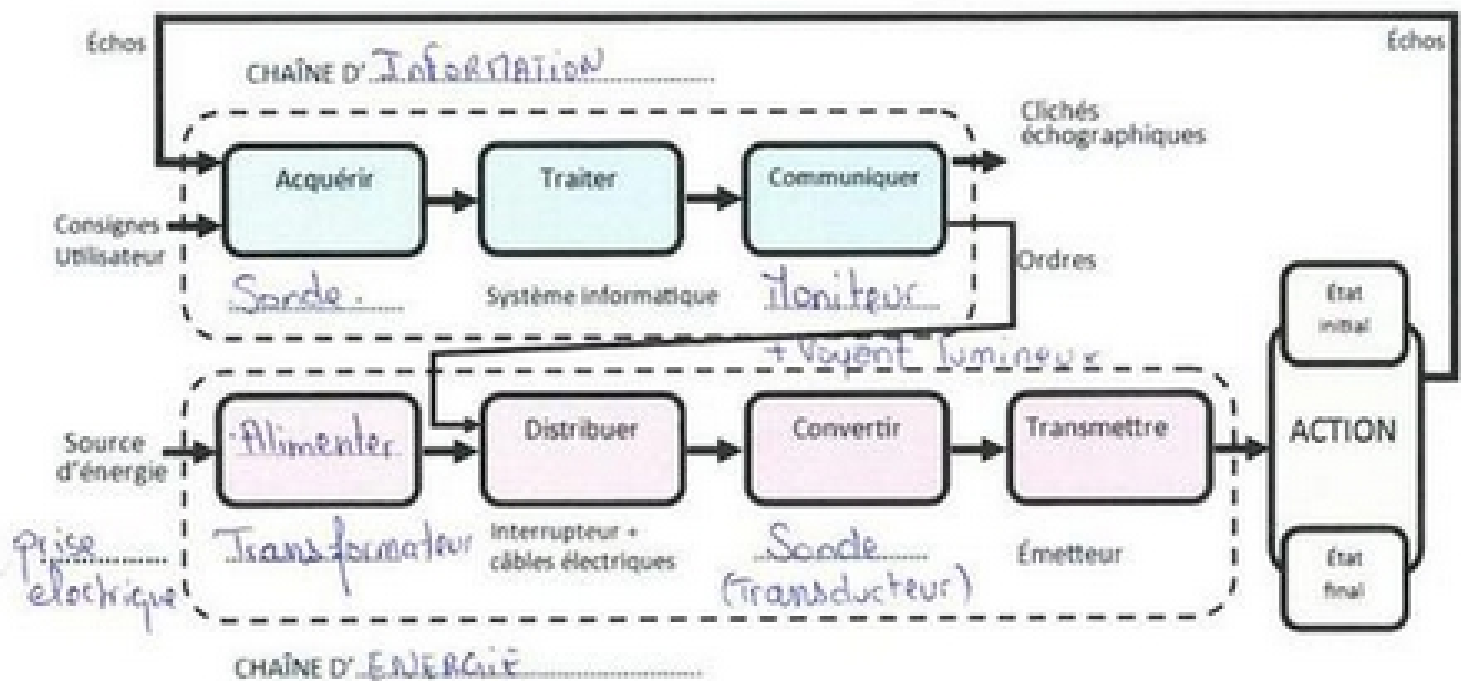 Échos
Échos
CHAÎNE D' INFORMATION
Clichés
échographiques
Acquérir
Traiter
Communiquer
Consignes
Utilisateur
Ordres
Sonde
Système informatique
Moniteur
+ Voyent lumineux
État
initial
Source
d'énergie
Alimenter
Distribuer
Convertir
Transmettre
ACTION
prise
électrique
Transformateur
Interrupteur +
câbles électriques
Sonde
(Transducteur)
Émetteur
État
final
CHAÎNE D' ENERGIE